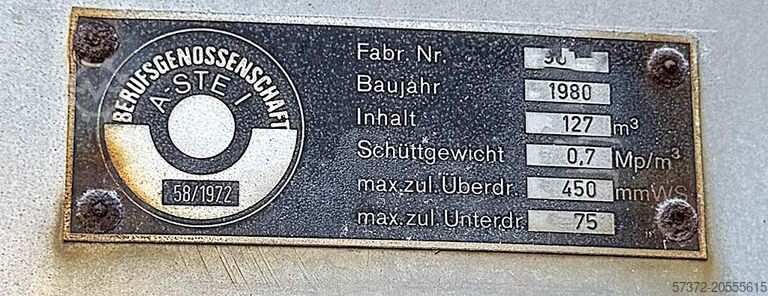 BERUFSGENOSSENSCHAFT
A-STE I
58/1972
Fabr. Nr.
Baujahr 1980
Inhalt 127 m³
Schüttgewicht 0,7 Mp/m³
max.zul.Überdr. 450 mmWS
max.zul.Unterdr. 75
57372-20555615